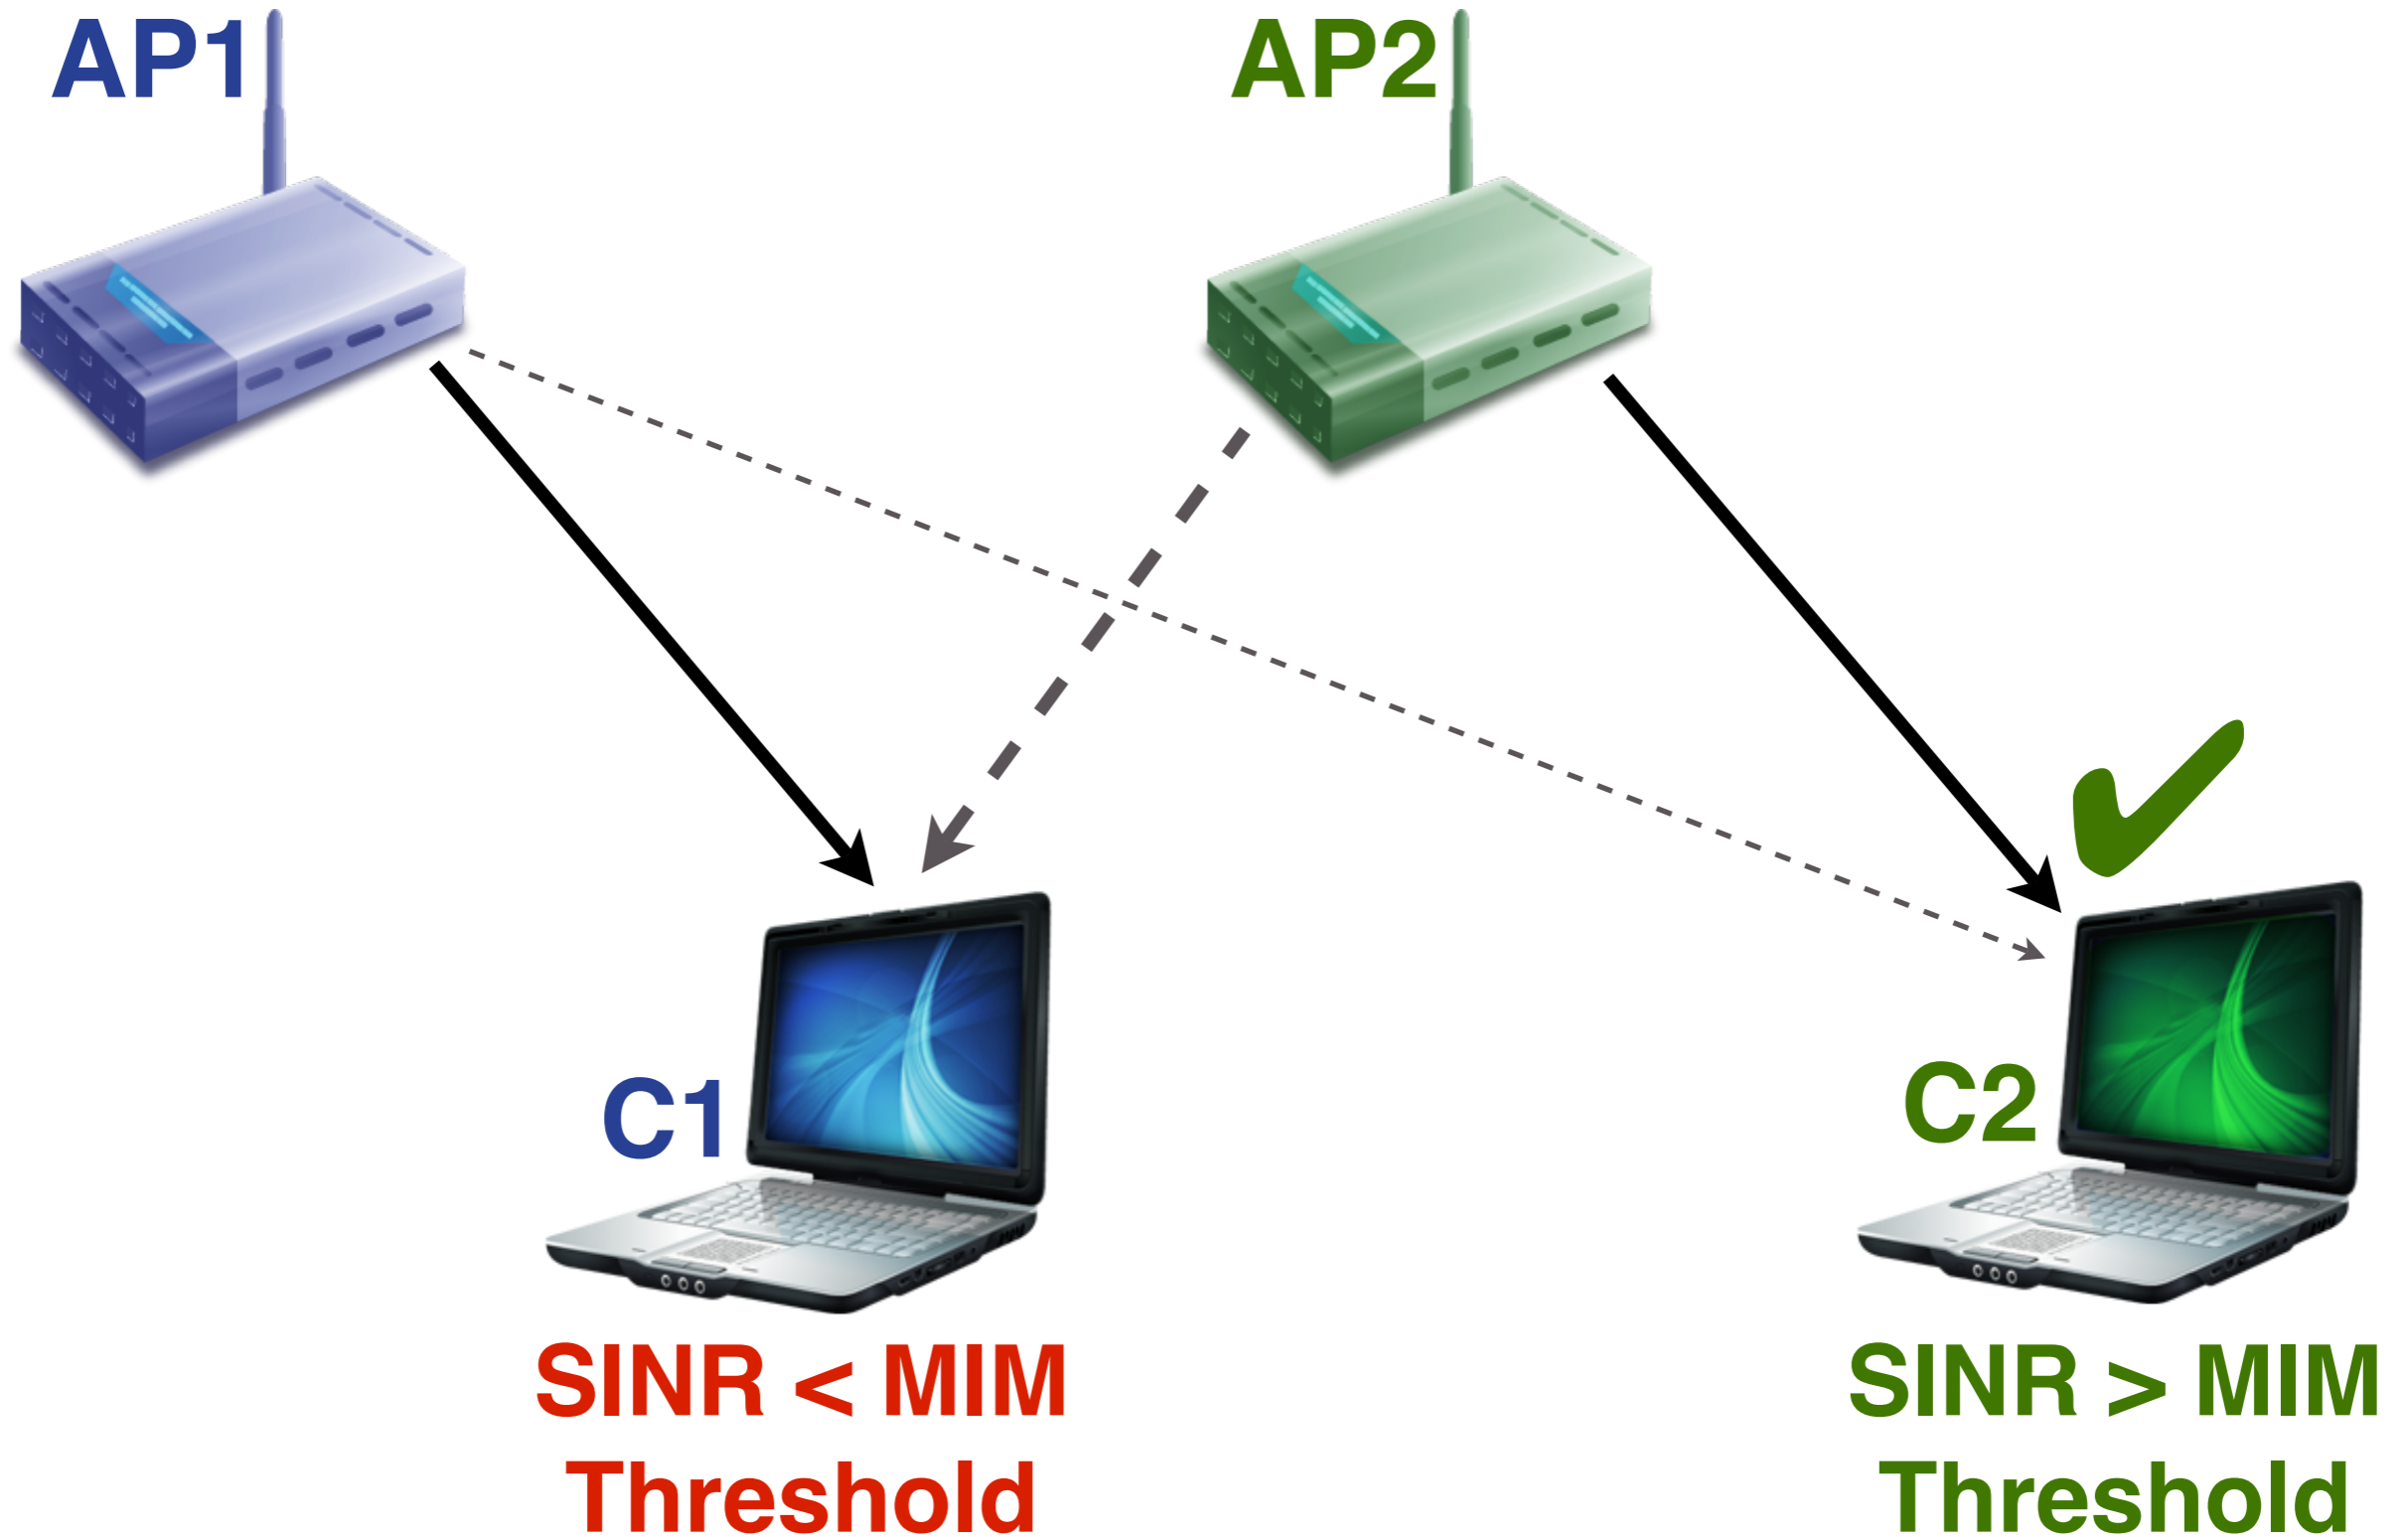 AP1
AP2
C1
C2
SINR < MIM
Threshold
SINR > MIM
Threshold